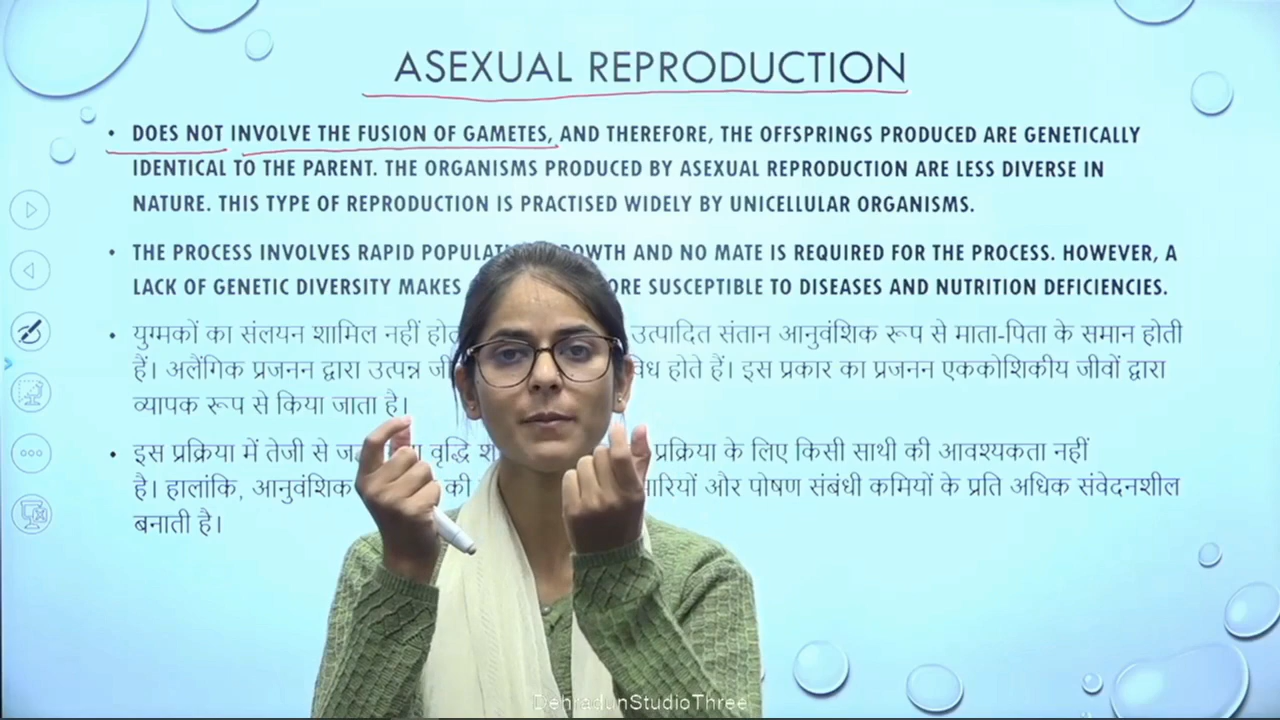 ASEXUAL REPRODUCTION
• DOES NOT INVOLVE THE FUSION OF GAMETES, AND THEREFORE, THE OFFSPRINGS PRODUCED ARE GENETICALLY
IDENTICAL TO THE PARENT. THE ORGANISMS PRODUCED BY ASEXUAL REPRODUCTION ARE LESS DIVERSE IN
NATURE. THIS TYPE OF REPRODUCTION IS PRACTISED WIDELY BY UNICELLULAR ORGANISMS.
• THE PROCESS INVOLVES RAPID GROWTH AND NO MATE IS REQUIRED FOR THE PROCESS. HOWEVER, A
LACK OF GENETIC DIVERSITY MAKES SUSCEPTIBLE TO DISEASES AND NUTRITION DEFICIENCIES.
• युग्मकों का संलयन शामिल नहीं उत्पादित संतान आनुवंशिक रूप से माता-पिता के समान होती
हैं। अलैंगिक प्रजनन द्वारा उत्पन्न होते हैं। इस प्रकार का प्रजनन एककोशिकीय जीवों द्वारा
व्यापक रूप से किया जाता है।
• इस प्रक्रिया में तेजी से वृद्धि प्रक्रिया के लिए किसी साथी की आवश्यकता नहीं
है। हालांकि, आनुवंशिक की और पोषण संबंधी कमियों के प्रति अधिक संवेदनशील
बनाती है।
DehradunStudioThree